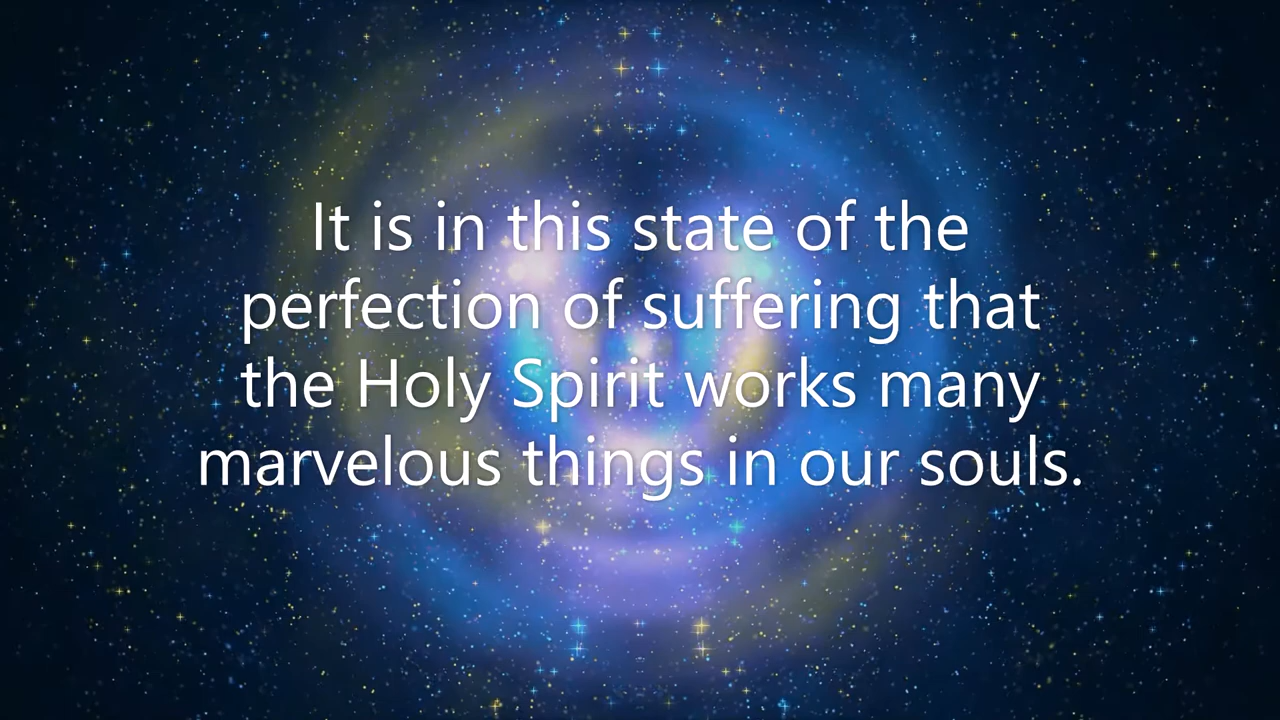 It is in this state of the
perfection of suffering that
the Holy Spirit works many
marvelous things in our souls.